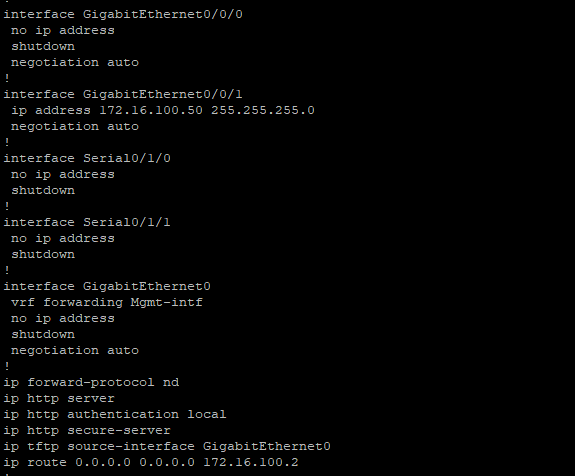 !
interface GigabitEthernet0/0/0
 no ip address
 shutdown
 negotiation auto
!
interface GigabitEthernet0/0/1
 ip address 172.16.100.50 255.255.255.0
 negotiation auto
!
interface Serial0/1/0
 no ip address
 shutdown
!
interface Serial0/1/1
 no ip address
 shutdown
!
interface GigabitEthernet0
 vrf forwarding Mgmt-intf
 no ip address
 shutdown
 negotiation auto
!
ip forward-protocol nd
ip http server
ip http authentication local
ip http secure-server
ip tftp source-interface GigabitEthernet0
ip route 0.0.0.0 0.0.0.0 172.16.100.2
!